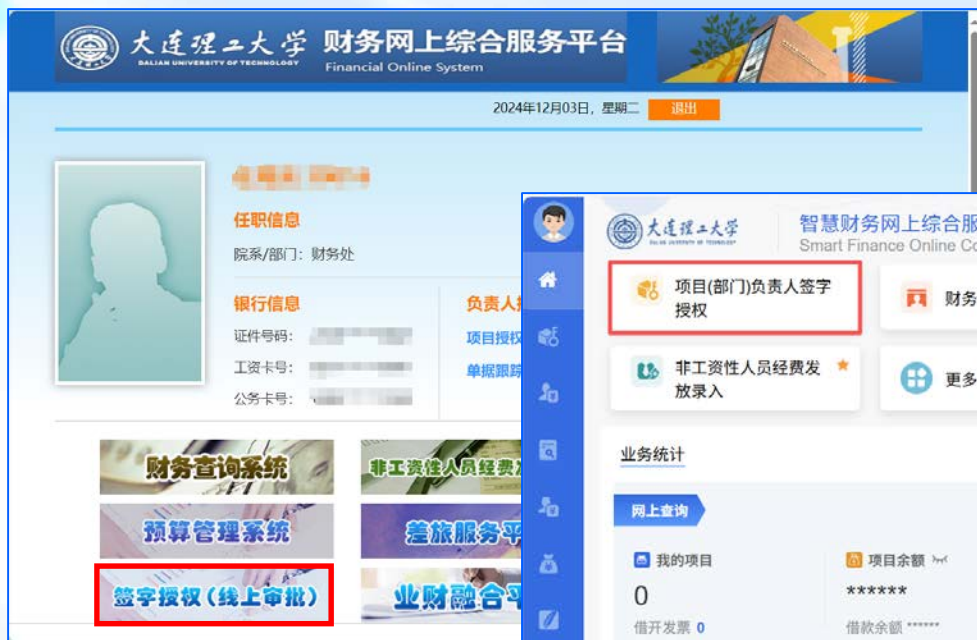 大连理工大学
DALIAN UNIVERSITY OF TECHNOLOGY
财务网上综合服务平台
Financial Online System
2024年12月03日，星期二
退出
任职信息
院系/部门：财务处
银行信息
证件号码：
工资卡号：
公务卡号：
负责人
项目授权
单据跟踪
财务查询系统
非工资性人员经费发
预算管理系统
差旅服务平
签字授权（线上审批）
业财融合平
大连理工大学
DALIAN UNIVERSITY OF TECHNOLOGY
智慧财务网上综合服
Smart Finance Online Co
项目(部门)负责人签字
授权
财务
非工资性人员经费发
放录入
更多
业务统计
网上查询
我的项目
项目余额
0
******
借开发票 0
借款余额 ******